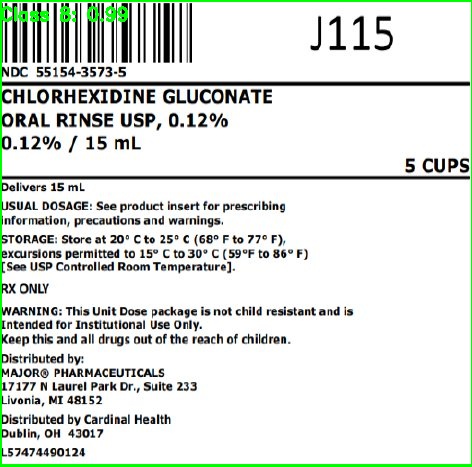 Class 8: 0.99
J115
NDC 55154-3573-5
CHLORHEXIDINE GLUCONATE
ORAL RINSE USP, 0.12%
0.12% / 15 mL
5 CUPS
Delivers 15 mL
USUAL DOSAGE: See product insert for prescribing
information, precautions and warnings.
STORAGE: Store at 20° C to 25° C (68° F to 77° F),
excursions permitted to 15° C to 30° C (59°F to 86° F)
[See USP Controlled Room Temperature].
RX ONLY
WARNING: This Unit Dose package is not child resistant and is
Intended for Institutional Use Only.
Keep this and all drugs out of the reach of children.
Distributed by:
MAJOR® PHARMACEUTICALS
17177 N Laurel Park Dr., Suite 233
Livonia, MI 48152
Distributed by Cardinal Health
Dublin, OH 43017
L57474490124